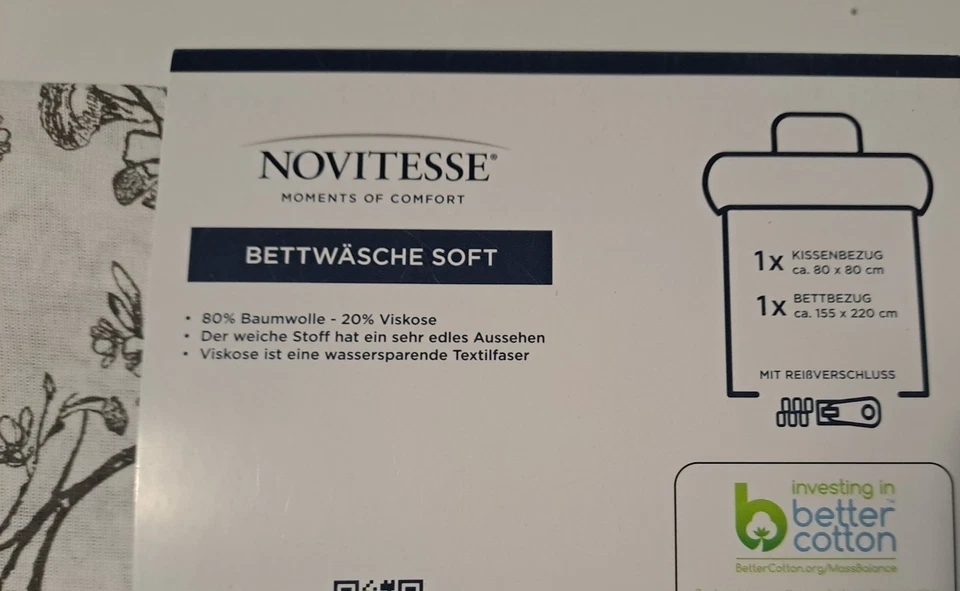 NOVITESSE®
MOMENTS OF COMFORT
BETTWÄSCHE SOFT
• 80% Baumwolle - 20% Viskose
• Der weiche Stoff hat ein sehr edles Aussehen
• Viskose ist eine wassersparende Textilfaser
1x KISSENBEZUG
ca. 80 x 80 cm
1x BETTBEZUG
ca. 155 x 220 cm
MIT REIßVERSCHLUSS
investing in
better™
cotton
BetterCotton.org/MassBalance